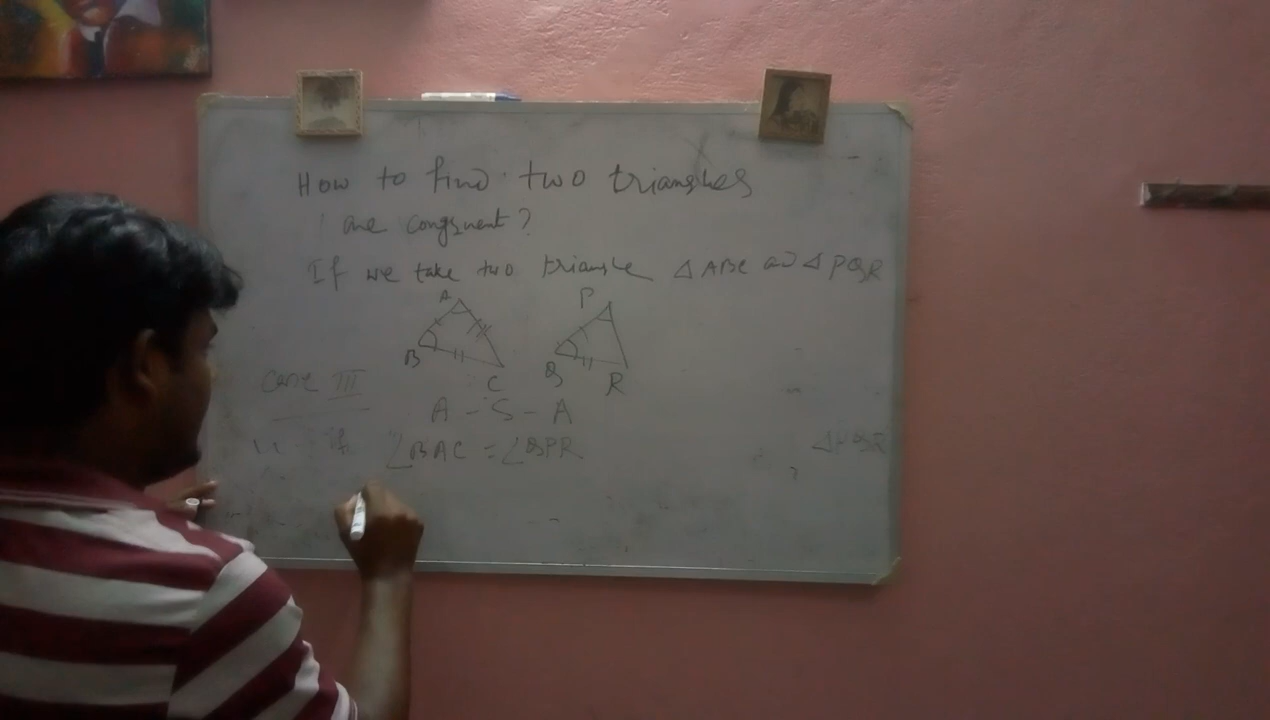 How to find two triangles
are congruent?
If we take two triangle △ABC and △PQR
A P
B C Q R
Case III
A - S - A
If ∠BAC = ∠QPR